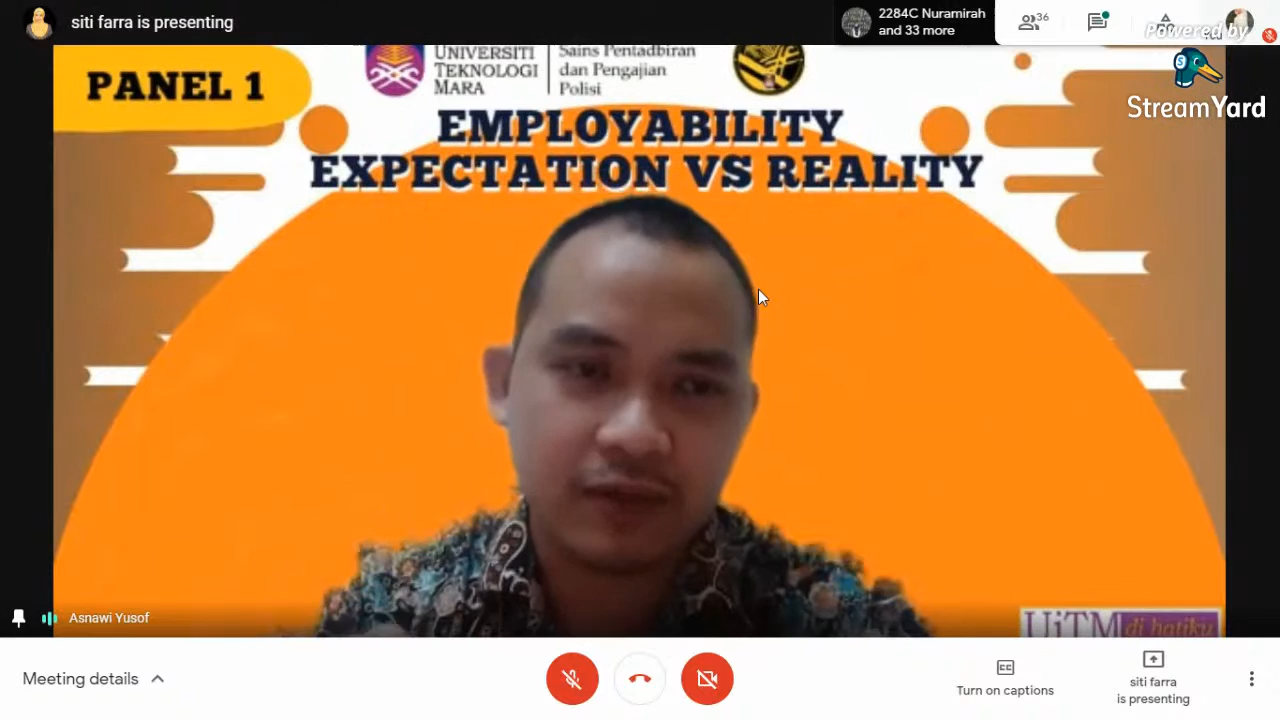 siti farra is presenting
2284C Nuramirah
and 33 more
36
Powered by
StreamYard
PANEL 1
UNIVERSITI
TEKNOLOGI
MARA
Sains Pentadbiran
dan Pengajian
Polisi
EMPLOYABILITY
EXPECTATION VS REALITY
Asnawi Yusof
UiTM di hatiku
Meeting details
CC
Turn on captions
siti farra
is presenting